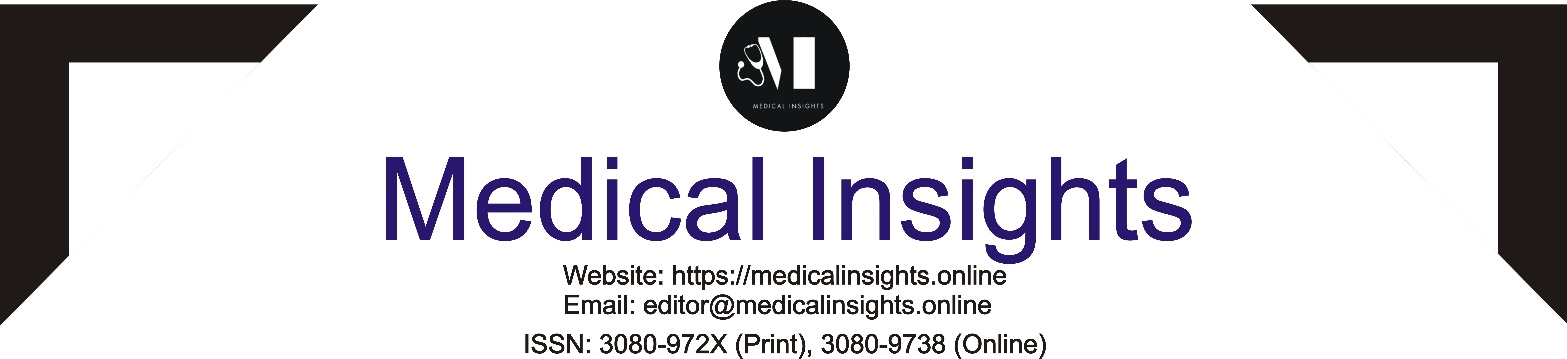 MEDICAL INSIGHTS
Medical Insights
Website: https://medicalinsights.online
Email: editor@medicalinsights.online
ISSN: 3080-972X (Print), 3080-9738 (Online)